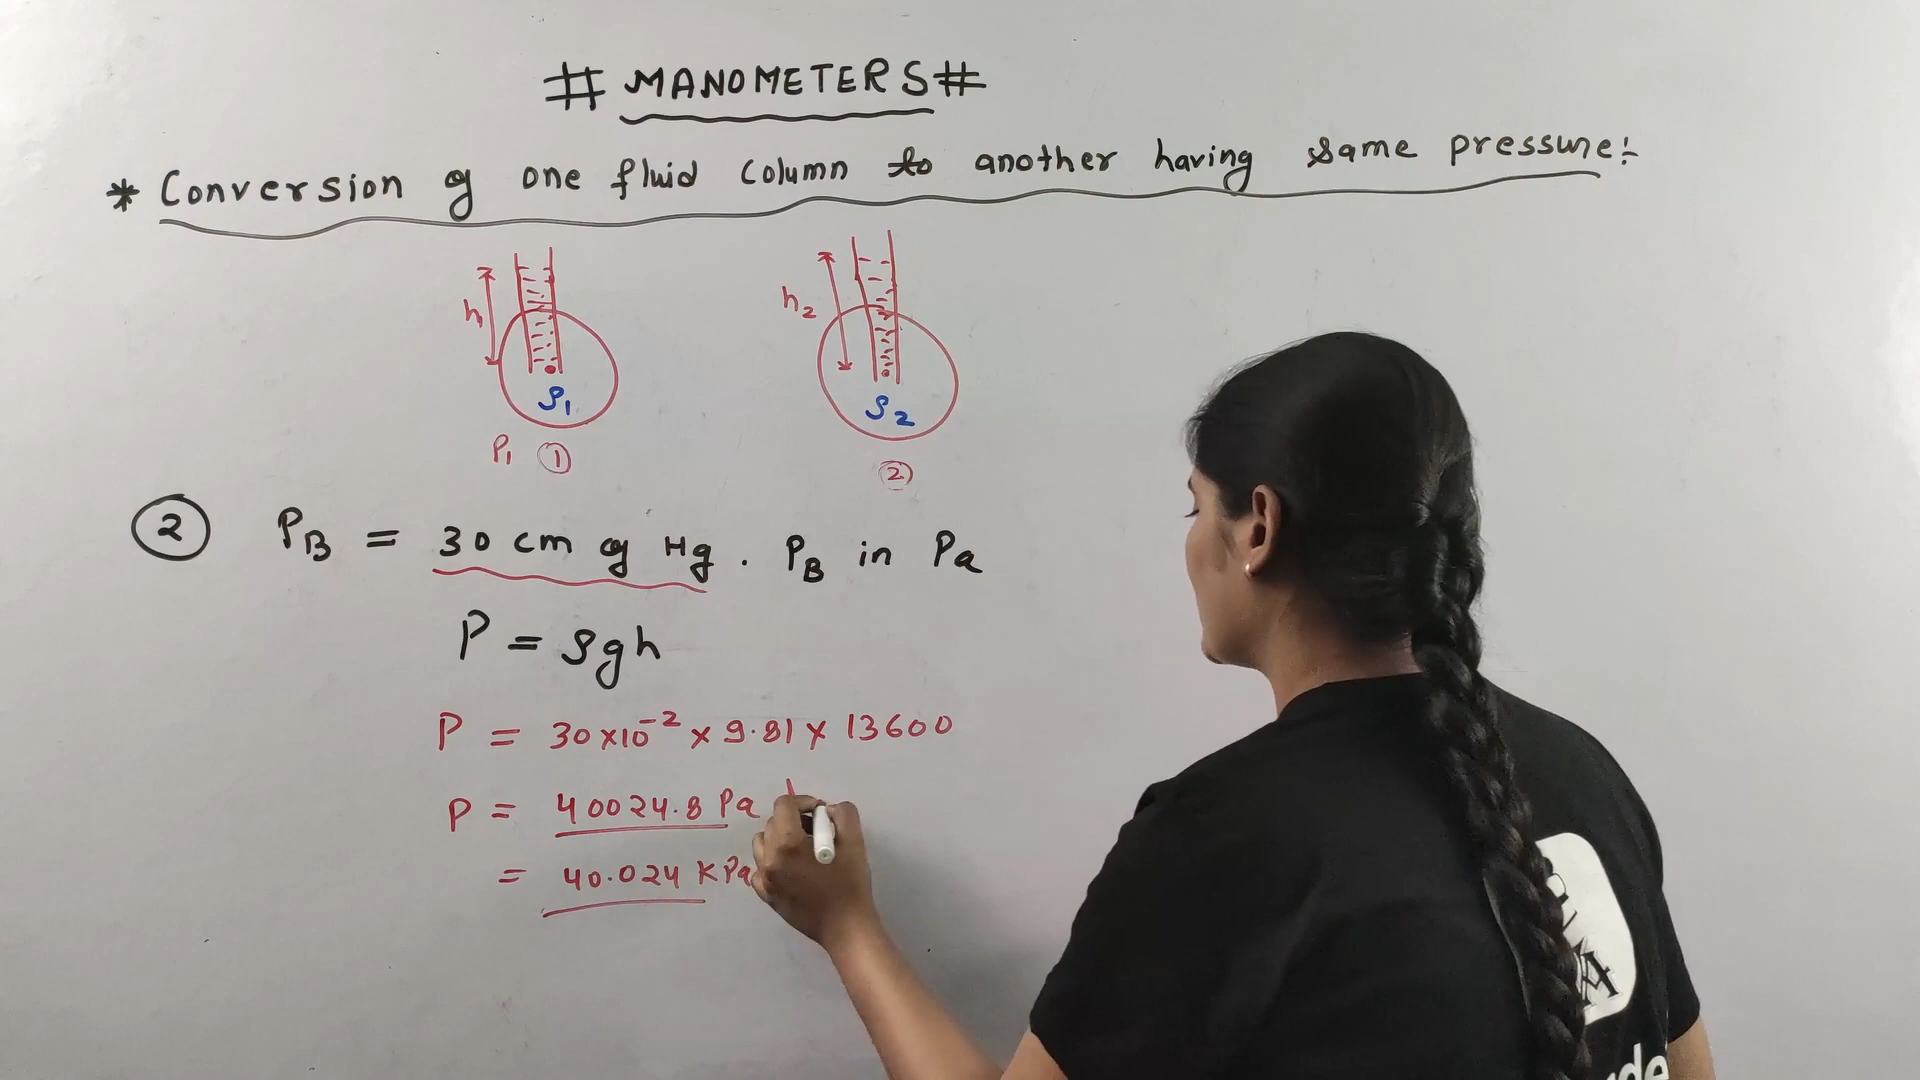 # MANOMETERS #
* Conversion of one fluid column to another having same pressure:-
h1
h2
ρ1
ρ2
P1 ①
②
② PB = 30 cm of Hg . PB in Pa
P = ρgh
P = 30×10⁻² × 9.81 × 13600
P = 40024.8 Pa
= 40.024 KPa